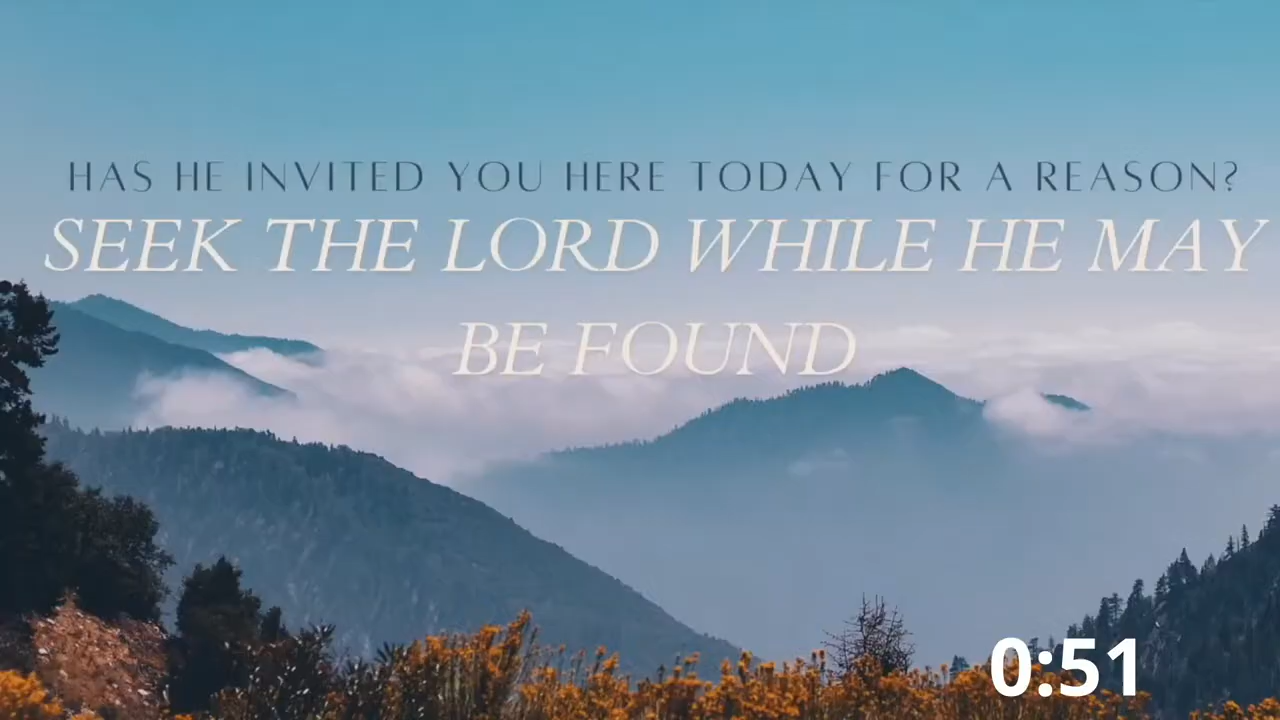 HAS HE INVITED YOU HERE TODAY FOR A REASON?
SEEK THE LORD WHILE HE MAY
BE FOUND
0:51